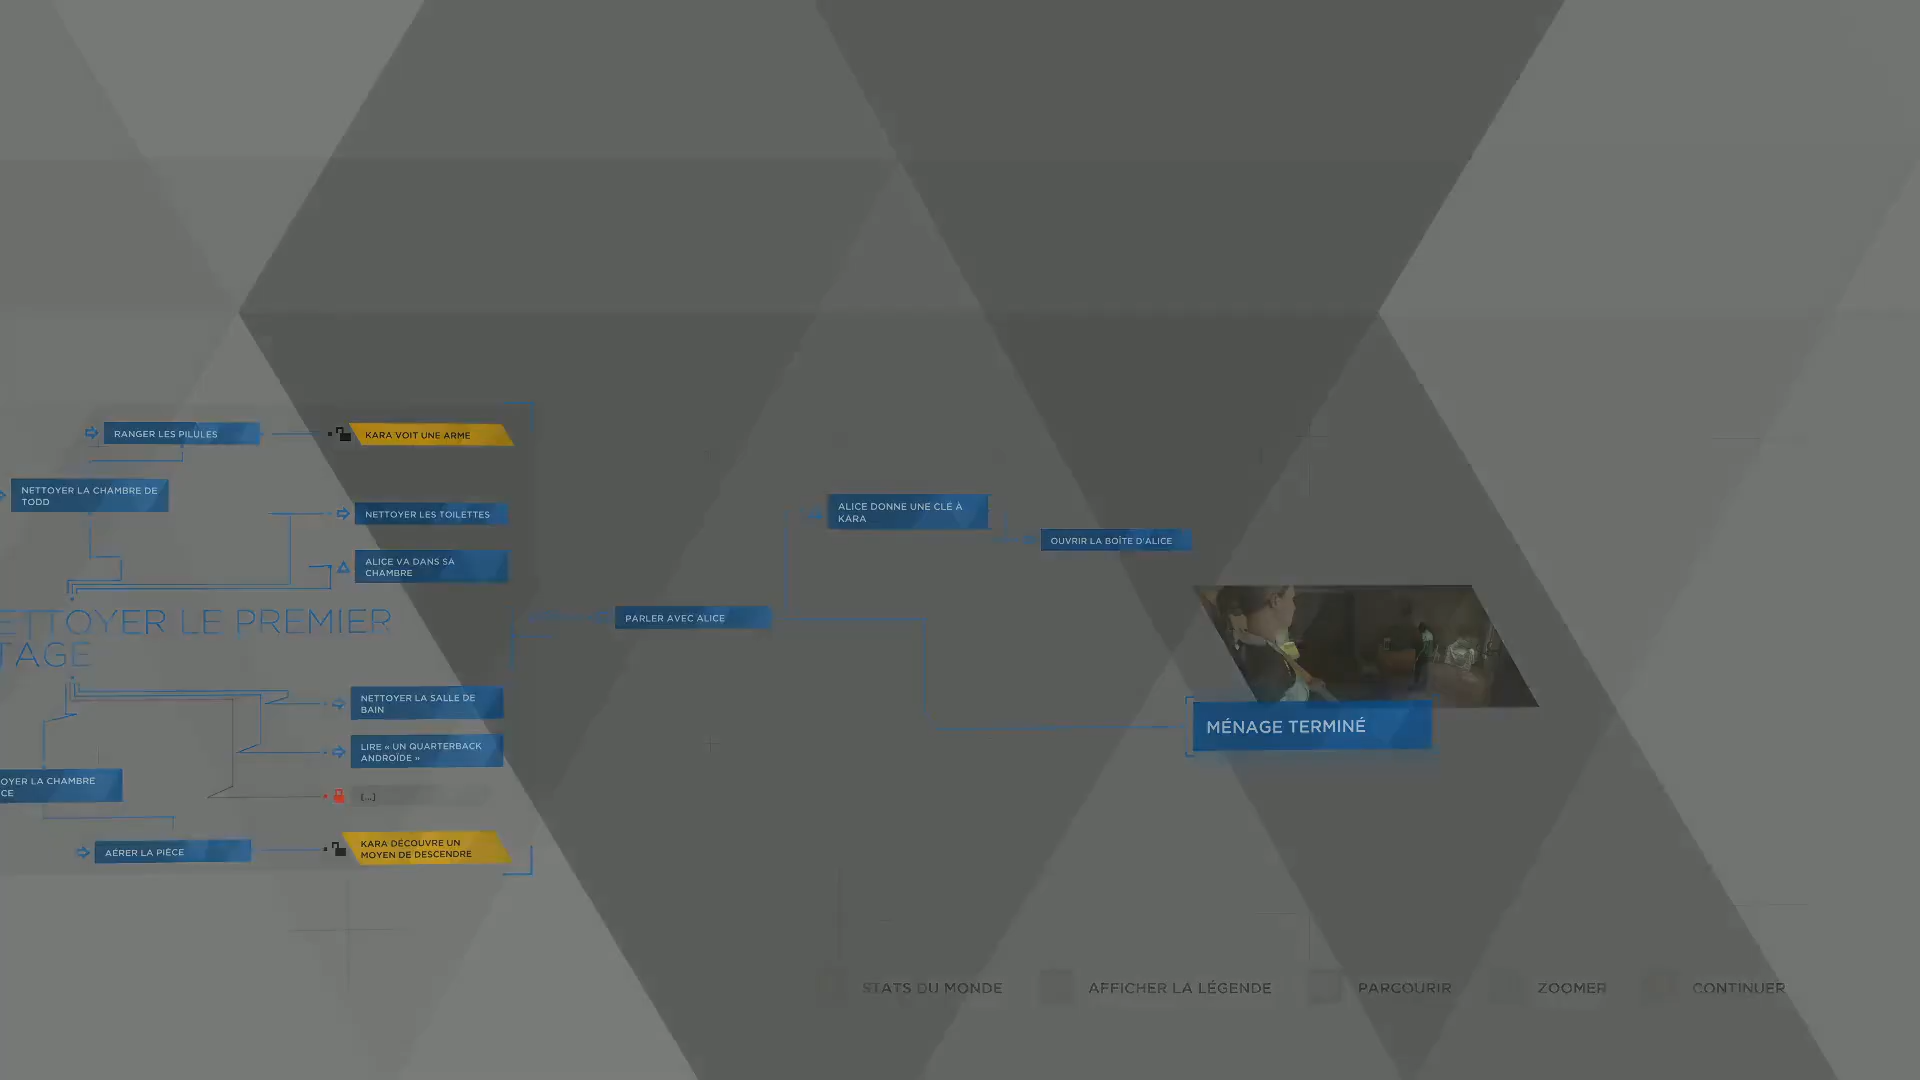 RANGER LES PILULES
KARA VOIT UNE ARME
NETTOYER LA CHAMBRE DE
TODD
NETTOYER LES TOILETTES
ALICE VA DANS SA
CHAMBRE
ETTOYER LE PREMIER
TAGE
PARLER AVEC ALICE
ALICE DONNE UNE CLÉ À
KARA
OUVRIR LA BOÎTE D'ALICE
MÉNAGE TERMINÉ
NETTOYER LA SALLE DE
BAIN
LIRE « UN QUARTERBACK
ANDROÏDE »
OYER LA CHAMBRE
CE
(...)
AÉRER LA PIÈCE
KARA DÉCOUVRE UN
MOYEN DE DESCENDRE
STATS DU MONDE
AFFICHER LA LÉGENDE
PARCOURIR
ZOOMER
CONTINUER